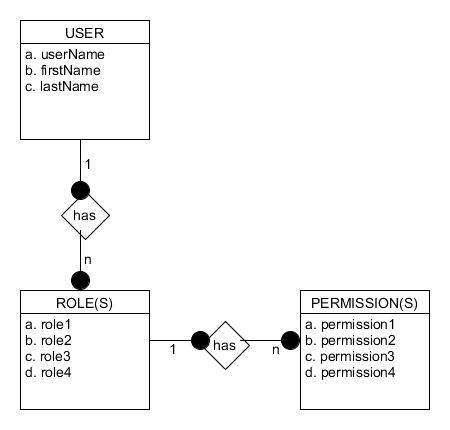 USER
a. userName
b. firstName
c. lastName
1
has
n
ROLE(S)
a. role1
b. role2
c. role3
d. role4
1
has
n
PERMISSION(S)
a. permission1
b. permission2
c. permission3
d. permission4